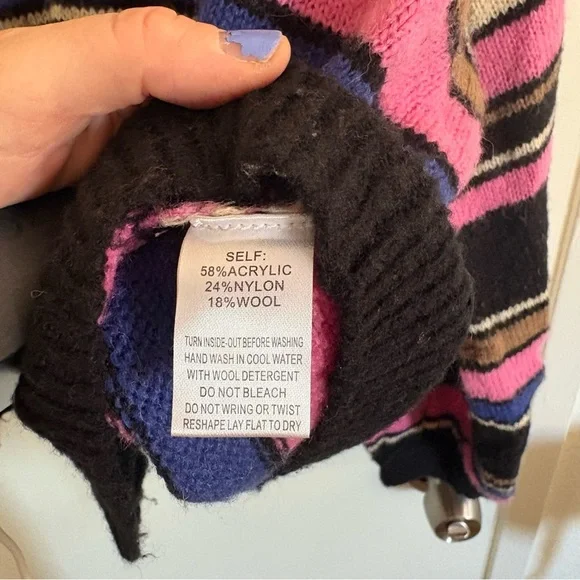 SELF:
58%ACRYLIC
24%NYLON
18%WOOL
TURN INSIDE-OUT BEFORE WASHING
HAND WASH IN COOL WATER
WITH WOOL DETERGENT
DO NOT BLEACH
DO NOT WRING OR TWIST
RESHAPE LAY FLAT TO DRY